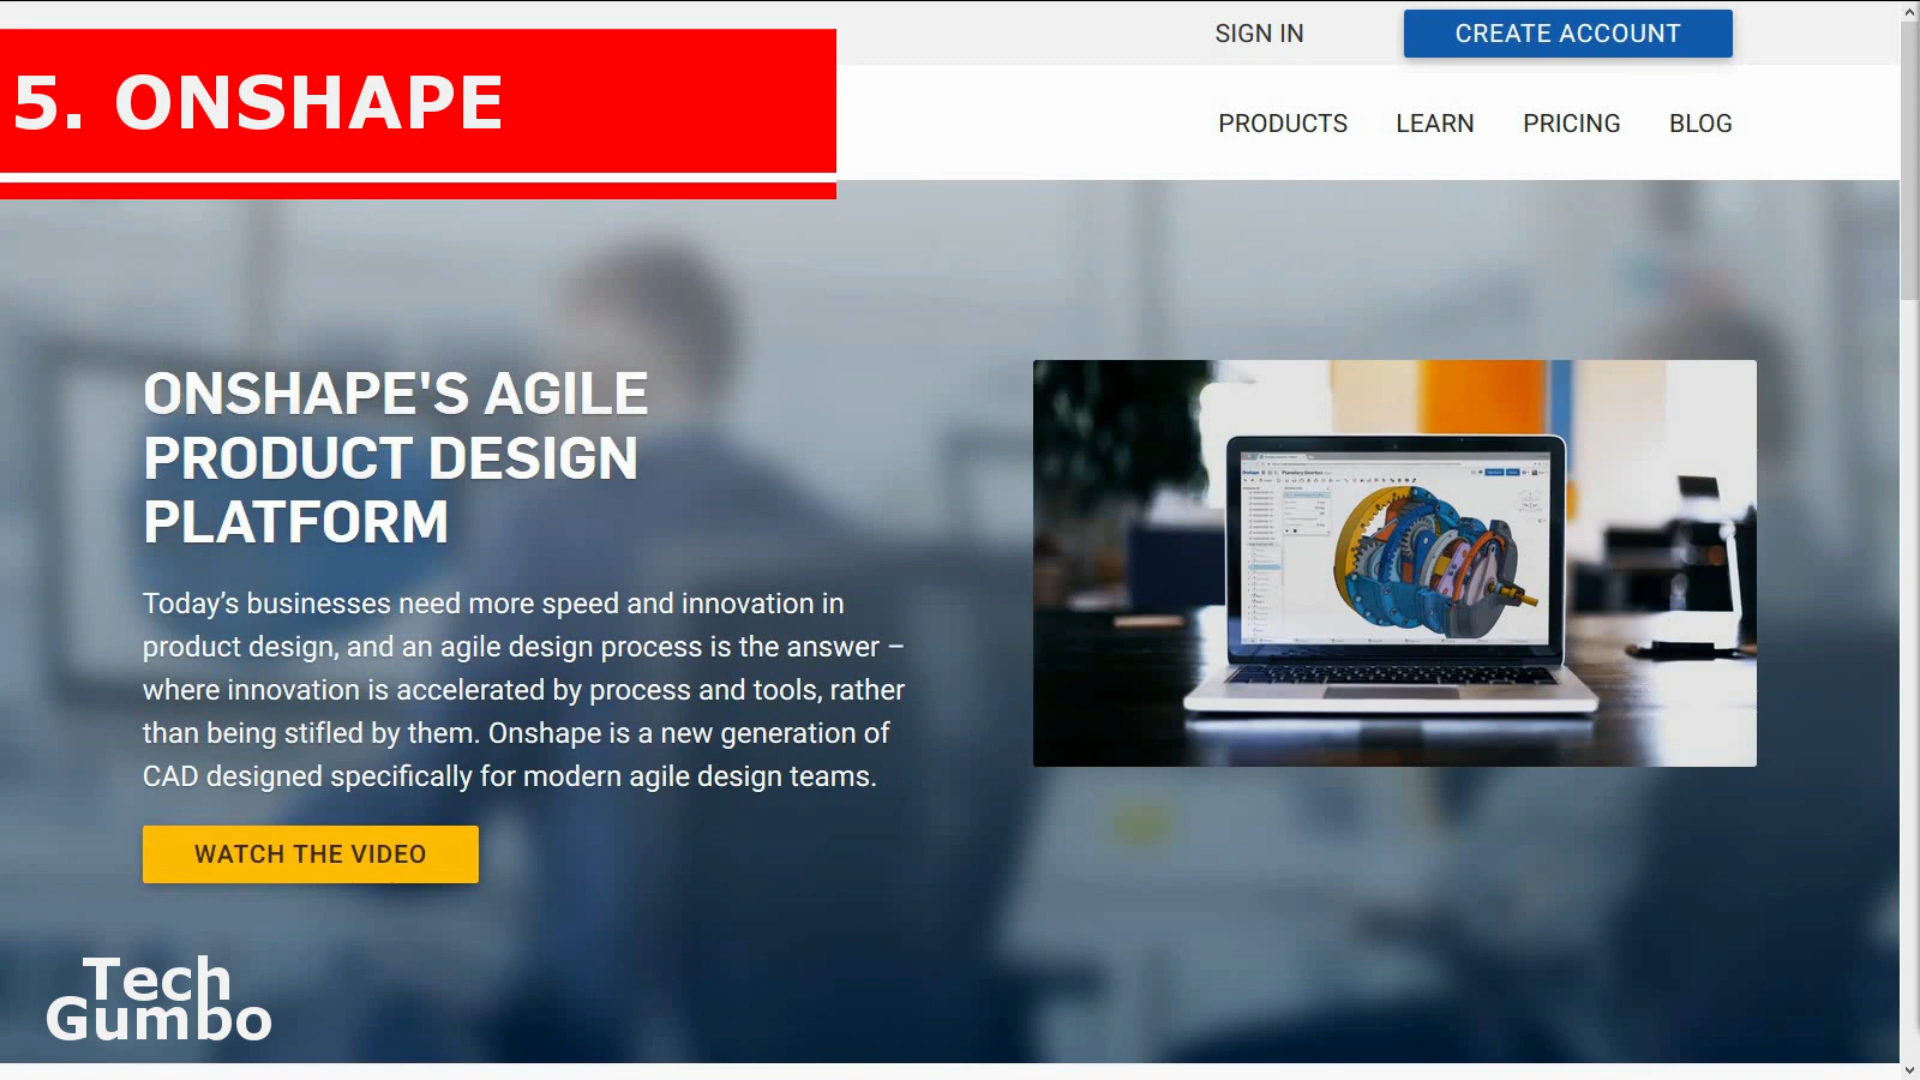 SIGN IN
CREATE ACCOUNT
5. ONSHAPE
PRODUCTS
LEARN
PRICING
BLOG
ONSHAPE'S AGILE
PRODUCT DESIGN
PLATFORM
Today’s businesses need more speed and innovation in
product design, and an agile design process is the answer –
where innovation is accelerated by process and tools, rather
than being stifled by them. Onshape is a new generation of
CAD designed specifically for modern agile design teams.
WATCH THE VIDEO
Tech
Gumbo